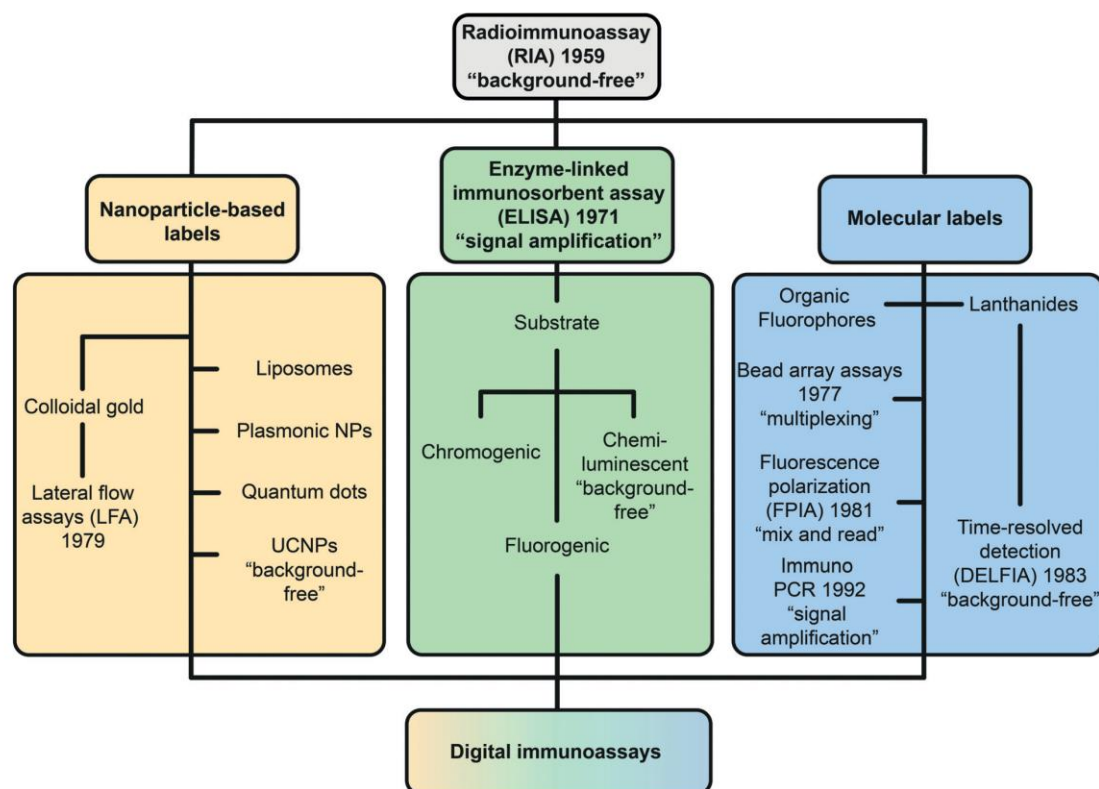 Radioimmunoassay
(RIA) 1959
“background-free”
Nanoparticle-based
labels
Enzyme-linked
immunosorbent assay
(ELISA) 1971
“signal amplification”
Molecular labels
Colloidal gold
Lateral flow
assays (LFA)
1979
Liposomes
Plasmonic NPs
Quantum dots
UCNPs
“background-
free”
Substrate
Chromogenic
Chemi-
luminescent
“background-
free”
Fluorogenic
Organic
Fluorophores
Lanthanides
Bead array assays
1977
“multiplexing”
Fluorescence
polarization
(FPIA) 1981
“mix and read”
Immuno
PCR 1992
“signal
amplification”
Time-resolved
detection
(DELFIA) 1983
“background-free”
Digital immunoassays